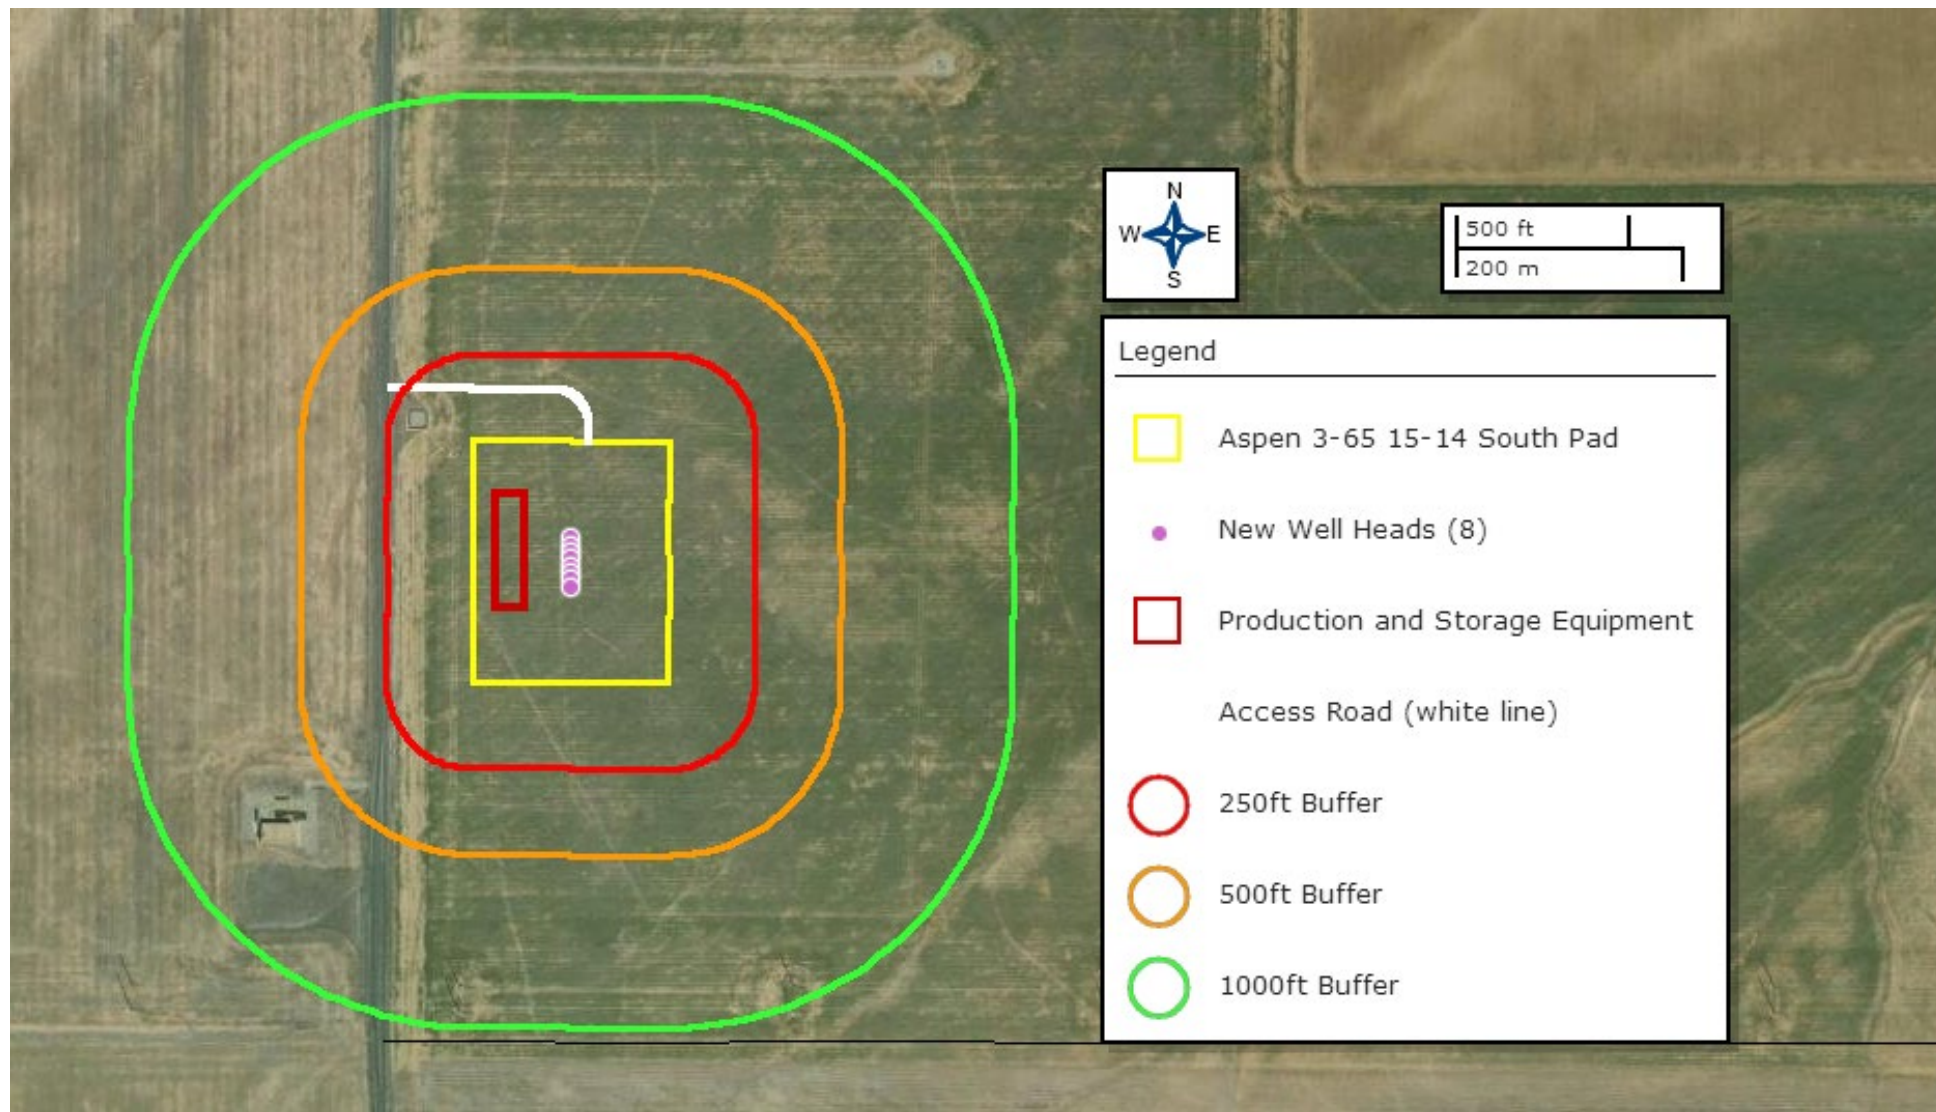 N
W E
S
500 ft
200 m
Legend
Aspen 3-65 15-14 South Pad
New Well Heads (8)
Production and Storage Equipment
Access Road (white line)
250ft Buffer
500ft Buffer
1000ft Buffer